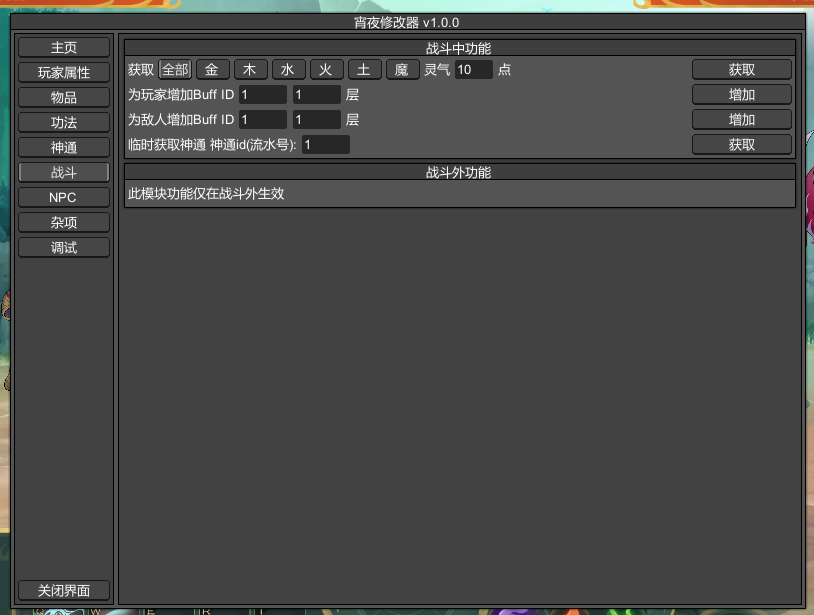 宵夜修改器 v1.0.0
主页
玩家属性
物品
功法
神通
战斗
NPC
杂项
调试
关闭界面
战斗中功能
获取 全部 金 木 水 火 土 魔 灵气 10 点 获取
为玩家增加Buff ID 1 1 层 增加
为敌人增加Buff ID 1 1 层 增加
临时获取神通 神通id(流水号): 1 获取
战斗外功能
此模块功能仅在战斗外生效